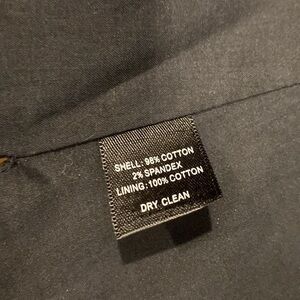 SHELL: 98% COTTON
2% SPANDEX
LINING: 100% COTTON
DRY CLEAN